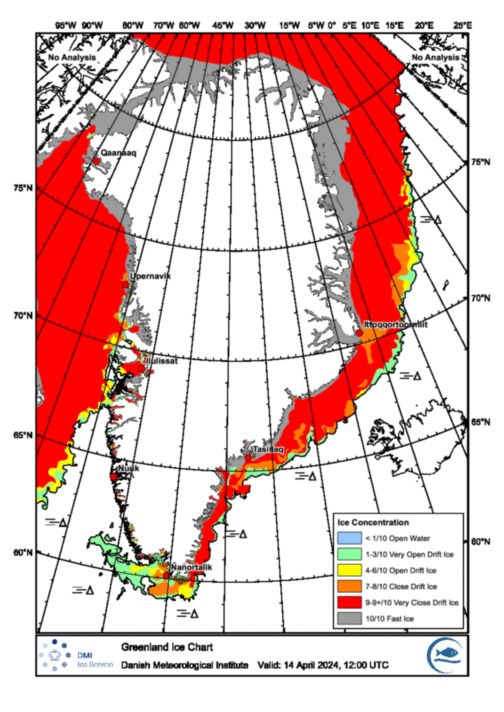 95°W 90°W 80°W 70°W 60°W 45°W 30°W 15°W 5°W 0° 5°E 10°E 15°E 20°E 25°E
No Analysis
No Analysis
Qaanaaq
75°N
75°N
Upernavik
70°N
70°N
Ittoqqortoormiit
Ilulissat
65°N
65°N
Tasiilaq
Nuuk
60°N
60°N
Nanortalik
Ice Concentration
< 1/10 Open Water
1-3/10 Very Open Drift Ice
4-6/10 Open Drift Ice
7-8/10 Close Drift Ice
9-9+/10 Very Close Drift Ice
10/10 Fast Ice
DMI
Ice Service
Greenland Ice Chart
Danish Meteorological Institute Valid: 14 April 2024, 12:00 UTC